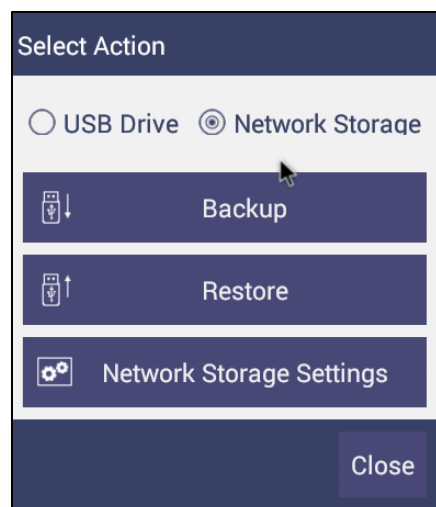 Select Action
USB Drive Network Storage
Backup
Restore
Network Storage Settings
Close